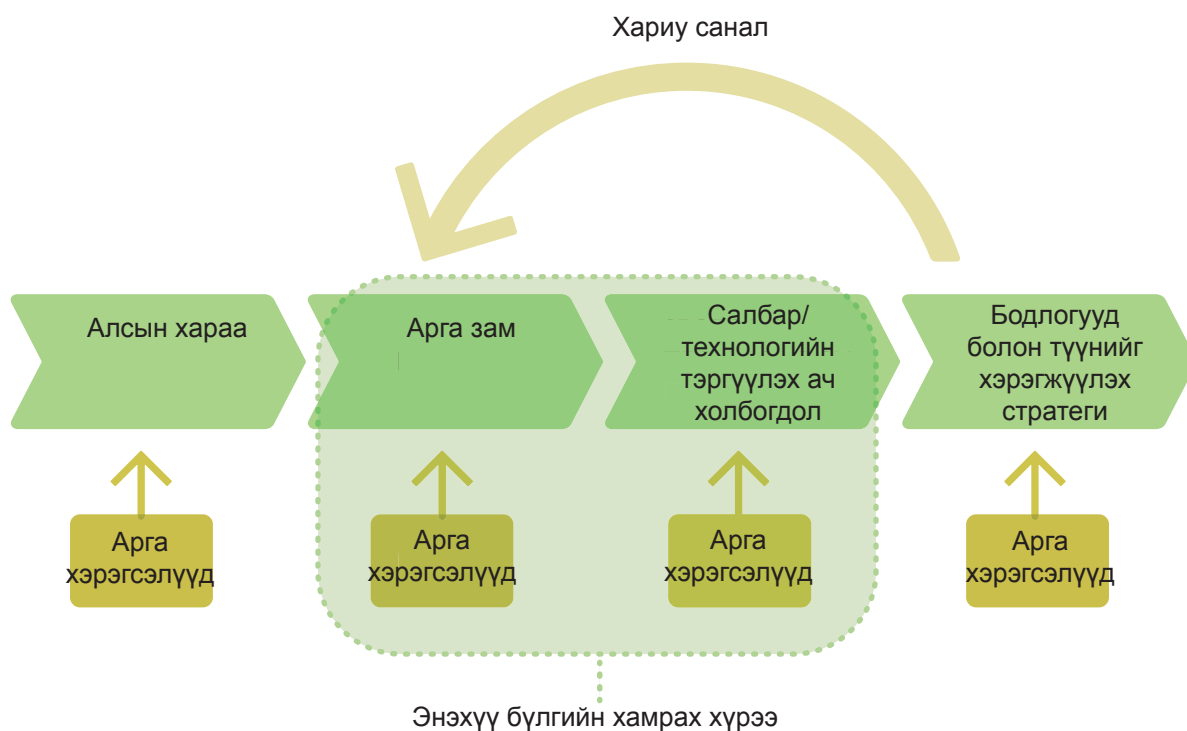 Хариу санал
Алсын хараа
Арга зам
Салбар/
технологийн
тэргүүлэх ач
холбогдол
Бодлогууд
болон түүнийг
хэрэгжүүлэх
стратеги
Арга
хэрэгсэлүүд
Арга
хэрэгсэлүүд
Арга
хэрэгсэлүүд
Арга
хэрэгсэлүүд
Энэхүү бүлгийн хамрах хүрээ